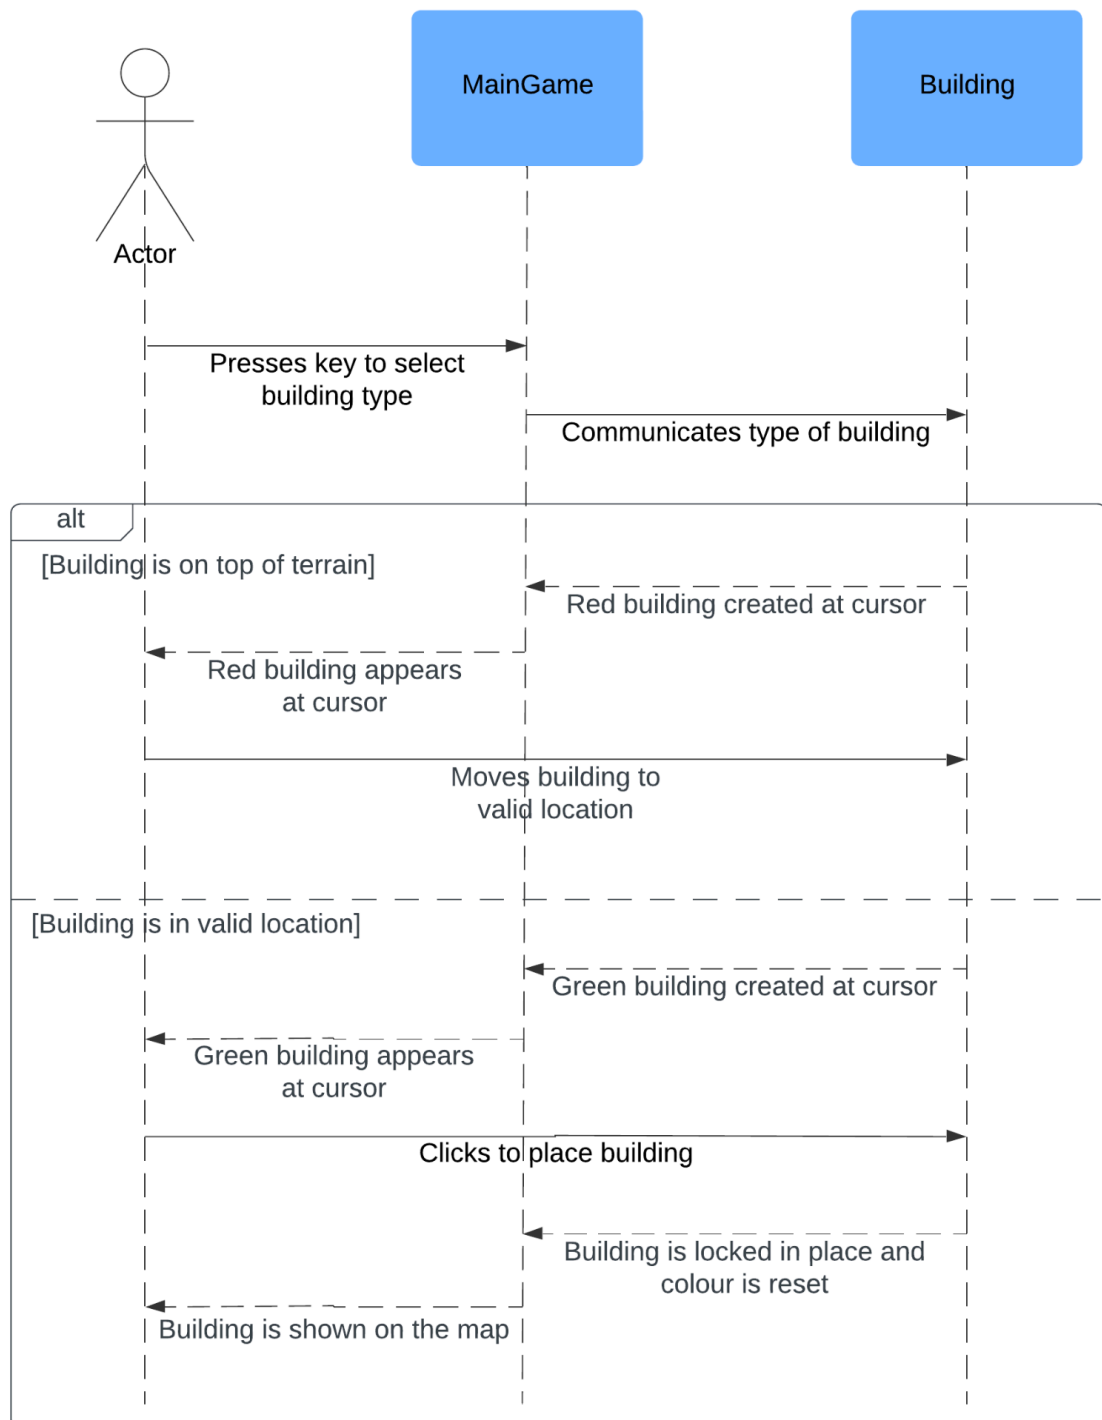 MainGame
Building
Actor
Presses key to select
building type
Communicates type of building
alt
[Building is on top of terrain]
Red building created at cursor
Red building appears
at cursor
Moves building to
valid location
[Building is in valid location]
Green building created at cursor
Green building appears
at cursor
Clicks to place building
Building is locked in place and
colour is reset
Building is shown on the map